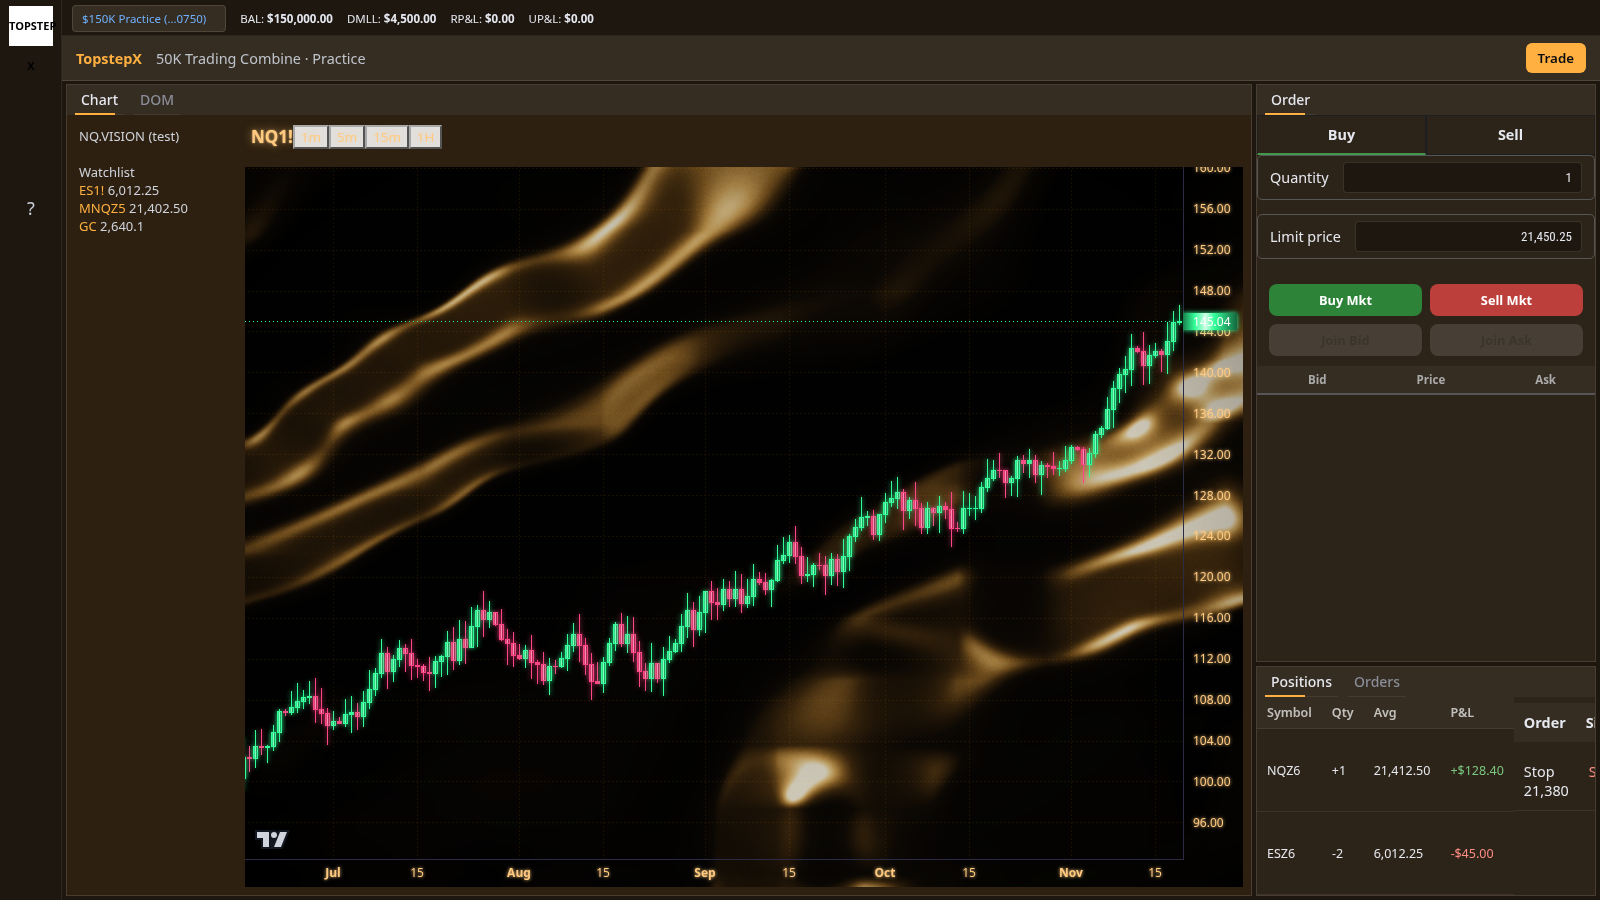 TOPSTEP
X
?
$150K Practice (...0750) BAL: $150,000.00 DMLL: $4,500.00 RP&L: $0.00 UP&L: $0.00
TopstepX 50K Trading Combine · Practice Trade
Chart DOM
NQ.VISION (test)
Watchlist
ES1! 6,012.25
MNQZ5 21,402.50
GC 2,640.1
NQ1! 1m 5m 15m 1H
160.00
156.00
152.00
148.00
145.04
144.00
140.00
136.00
132.00
128.00
124.00
120.00
116.00
112.00
108.00
104.00
100.00
96.00
Jul 15 Aug 15 Sep 15 Oct 15 Nov 15
Order
Buy Sell
Quantity 1
Limit price 21,450.25
Buy Mkt Sell Mkt
Join Bid Join Ask
Bid Price Ask
Positions Orders
Symbol Qty Avg P&L
NQZ6 +1 21,412.50 +$128.40
ESZ6 -2 6,012.25 -$45.00
Order
Stop
21,380